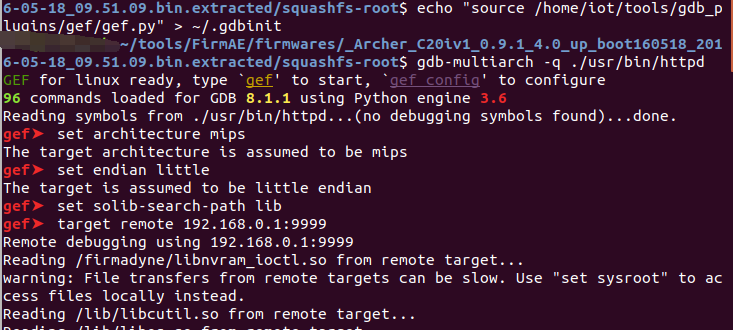 6-05-18_09.51.09.bin.extracted/squashfs-root$ echo "source /home/iot/tools/gdb_p
lugins/gef/gef.py" > ~/.gdbinit
~/tools/FirmAE/firmwares/_Archer_C20iv1_0.9.1_4.0_up_boot160518_201
6-05-18_09.51.09.bin.extracted/squashfs-root$ gdb-multiarch -q ./usr/bin/httpd
GEF for linux ready, type `gef' to start, `gef config' to configure
96 commands loaded for GDB 8.1.1 using Python engine 3.6
Reading symbols from ./usr/bin/httpd...(no debugging symbols found)...done.
gef➤  set architecture mips
The target architecture is assumed to be mips
gef➤  set endian little
The target is assumed to be little endian
gef➤  set solib-search-path lib
gef➤  target remote 192.168.0.1:9999
Remote debugging using 192.168.0.1:9999
Reading /firmadyne/libnvram_ioctl.so from remote target...
warning: File transfers from remote targets can be slow. Use "set sysroot" to ac
cess files locally instead.
Reading /lib/libcutil.so from remote target...